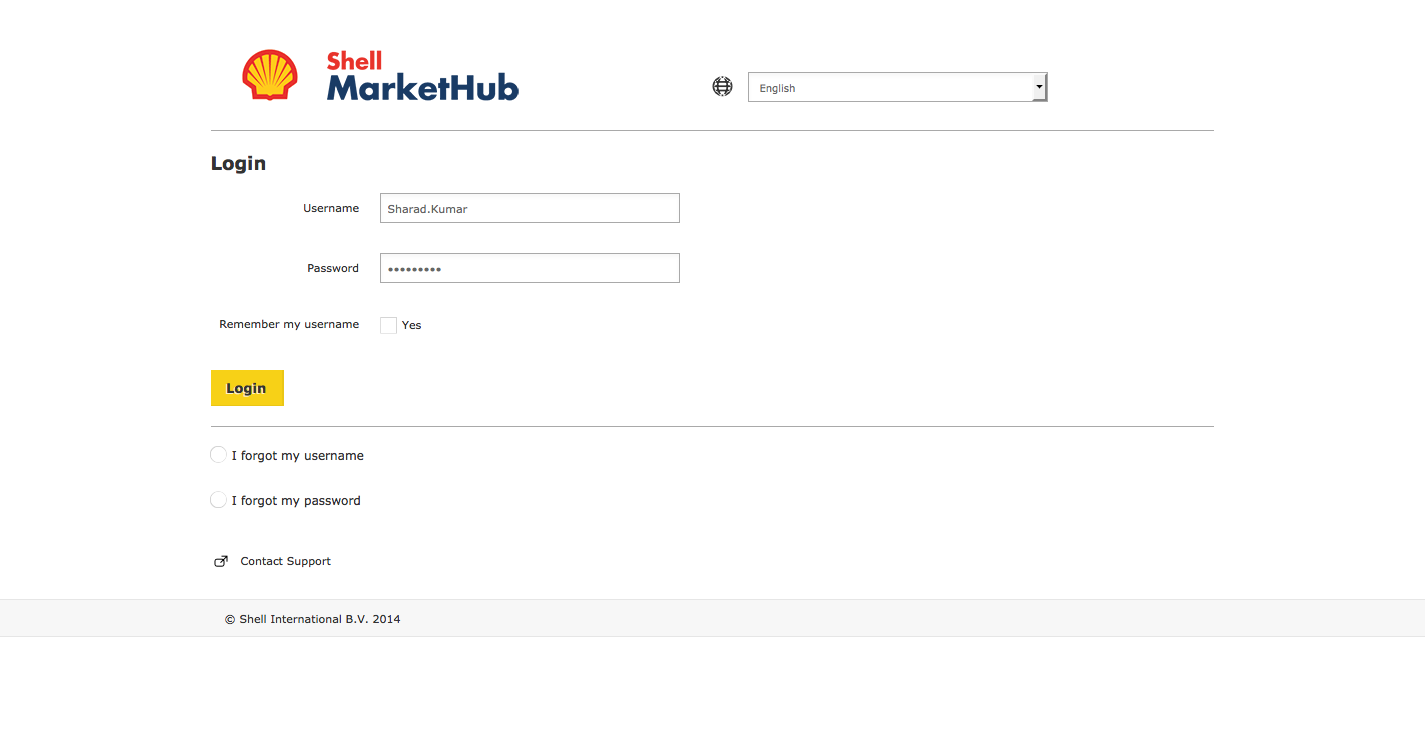 Shell
MarketHub
English
Login
Username
Sharad.Kumar
Password
•••••••••
Remember my username
Yes
Login
I forgot my username
I forgot my password
Contact Support
© Shell International B.V. 2014